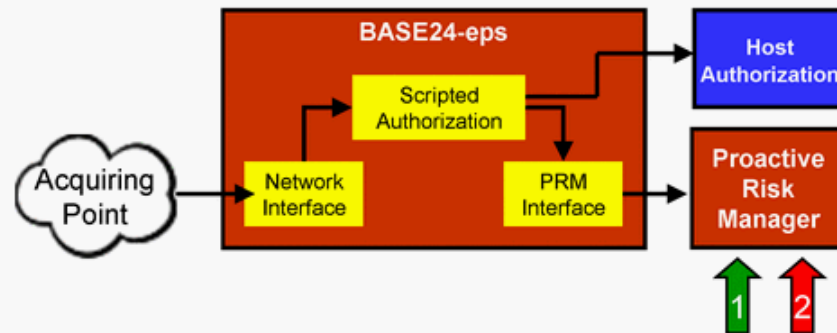 BASE24-eps
Host
Authorization
Scripted
Authorization
Acquiring
Point
Network
Interface
PRM
Interface
Proactive
Risk
Manager
1
2